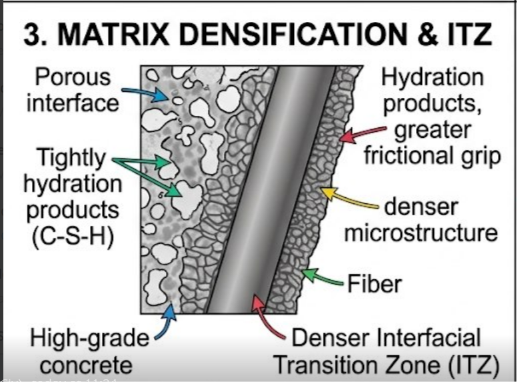 3. MATRIX DENSIFICATION & ITZ
Porous
interface
Tightly
hydration
products
(C-S-H)
High-grade
concrete
Hydration
products,
greater
frictional grip
denser
microstructure
Fiber
Denser Interfacial
Transition Zone (ITZ)